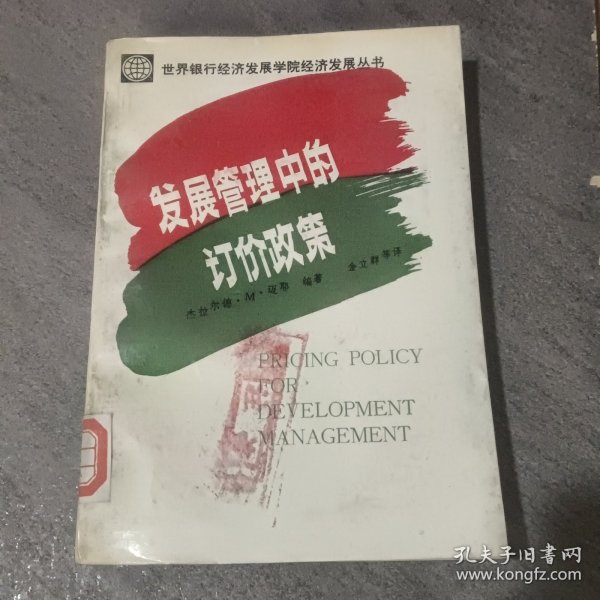 世界银行经济发展学院经济发展丛书
发展管理中的
订价政策
杰拉尔德·M·迈耶 编著 金立群等译
PRICING POLICY
FOR
DEVELOPMENT
MANAGEMENT
孔夫子旧书网
www.kongfz.com